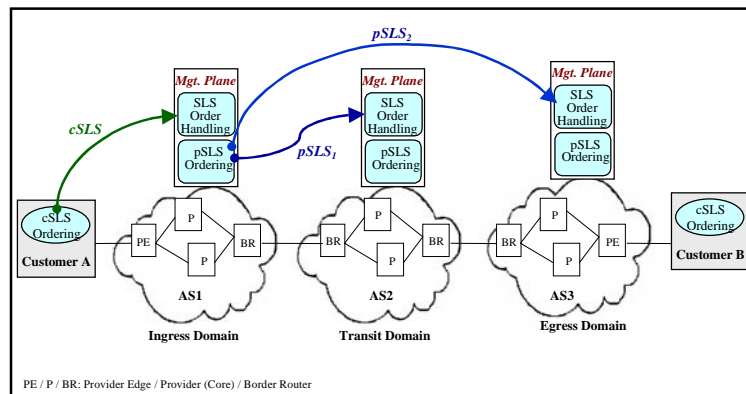 pSLS2
Mgt. Plane
SLS
Order
Handling
pSLS
Ordering
Mgt. Plane
SLS
Order
Handling
pSLS
Ordering
Mgt. Plane
SLS
Order
Handling
pSLS
Ordering
cSLS
pSLS1
cSLS
Ordering
Customer A
PE
P
P
BR
AS1
Ingress Domain
BR
P
P
BR
AS2
Transit Domain
BR
P
P
PE
AS3
Egress Domain
cSLS
Ordering
Customer B
PE / P / BR: Provider Edge / Provider (Core) / Border Router